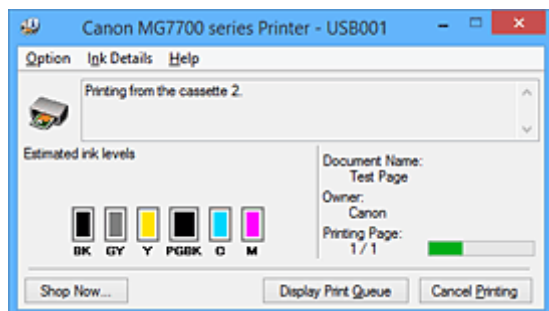 Canon MG7700 series Printer - USB001
Option Ink Details Help
Printing from the cassette 2.
Estimated ink levels
Document Name:
Test Page
Owner:
Canon
Printing Page:
1 / 1
BK GY Y PGBK C M
Shop Now... Display Print Queue Cancel Printing